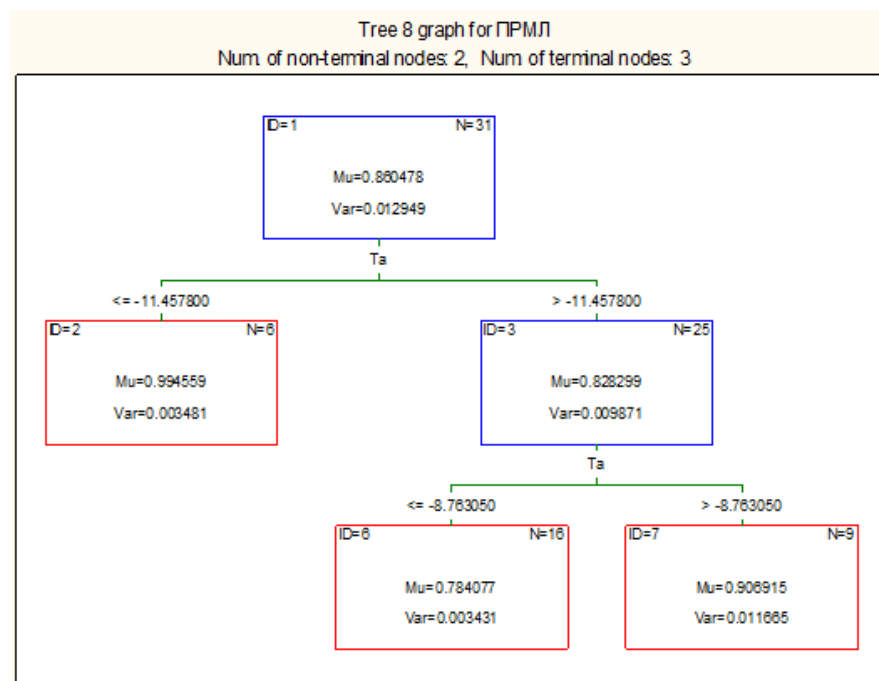 Tree 8 graph for ПРМЛ
Num. of non-terminal nodes: 2, Num. of terminal nodes: 3
ID=1 N=31
Mu=0.860478
Var=0.012949
Ta
<= -11.457800 > -11.457800
ID=2 N=6 ID=3 N=25
Mu=0.994559 Mu=0.828299
Var=0.003481 Var=0.009871
Ta
<= -8.763050 > -8.763050
ID=6 N=16 ID=7 N=9
Mu=0.784077 Mu=0.906915
Var=0.003431 Var=0.011665